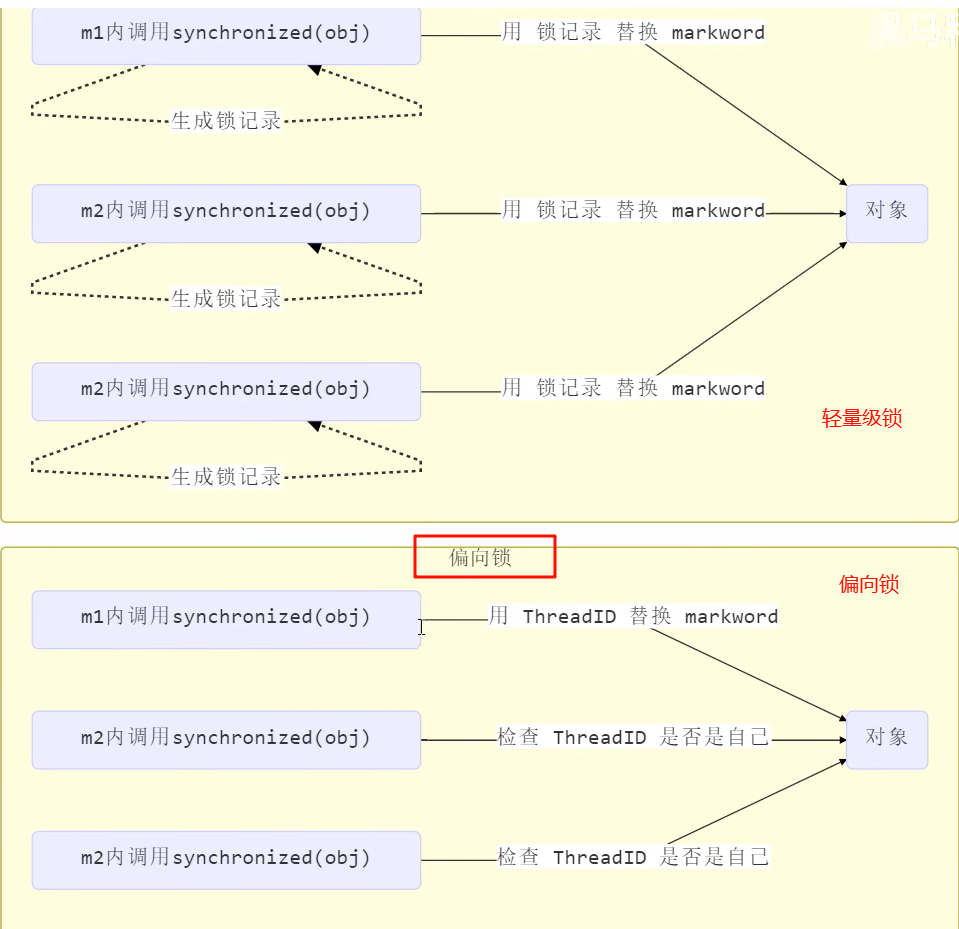 m1内调用synchronized(obj)
用 锁记录 替换 markword
生成锁记录
m2内调用synchronized(obj)
用 锁记录 替换 markword
对象
生成锁记录
m2内调用synchronized(obj)
用 锁记录 替换 markword
轻量级锁
生成锁记录
偏向锁
偏向锁
m1内调用synchronized(obj)
用 ThreadID 替换 markword
m2内调用synchronized(obj)
检查 ThreadID 是否是自己
对象
m2内调用synchronized(obj)
检查 ThreadID 是否是自己